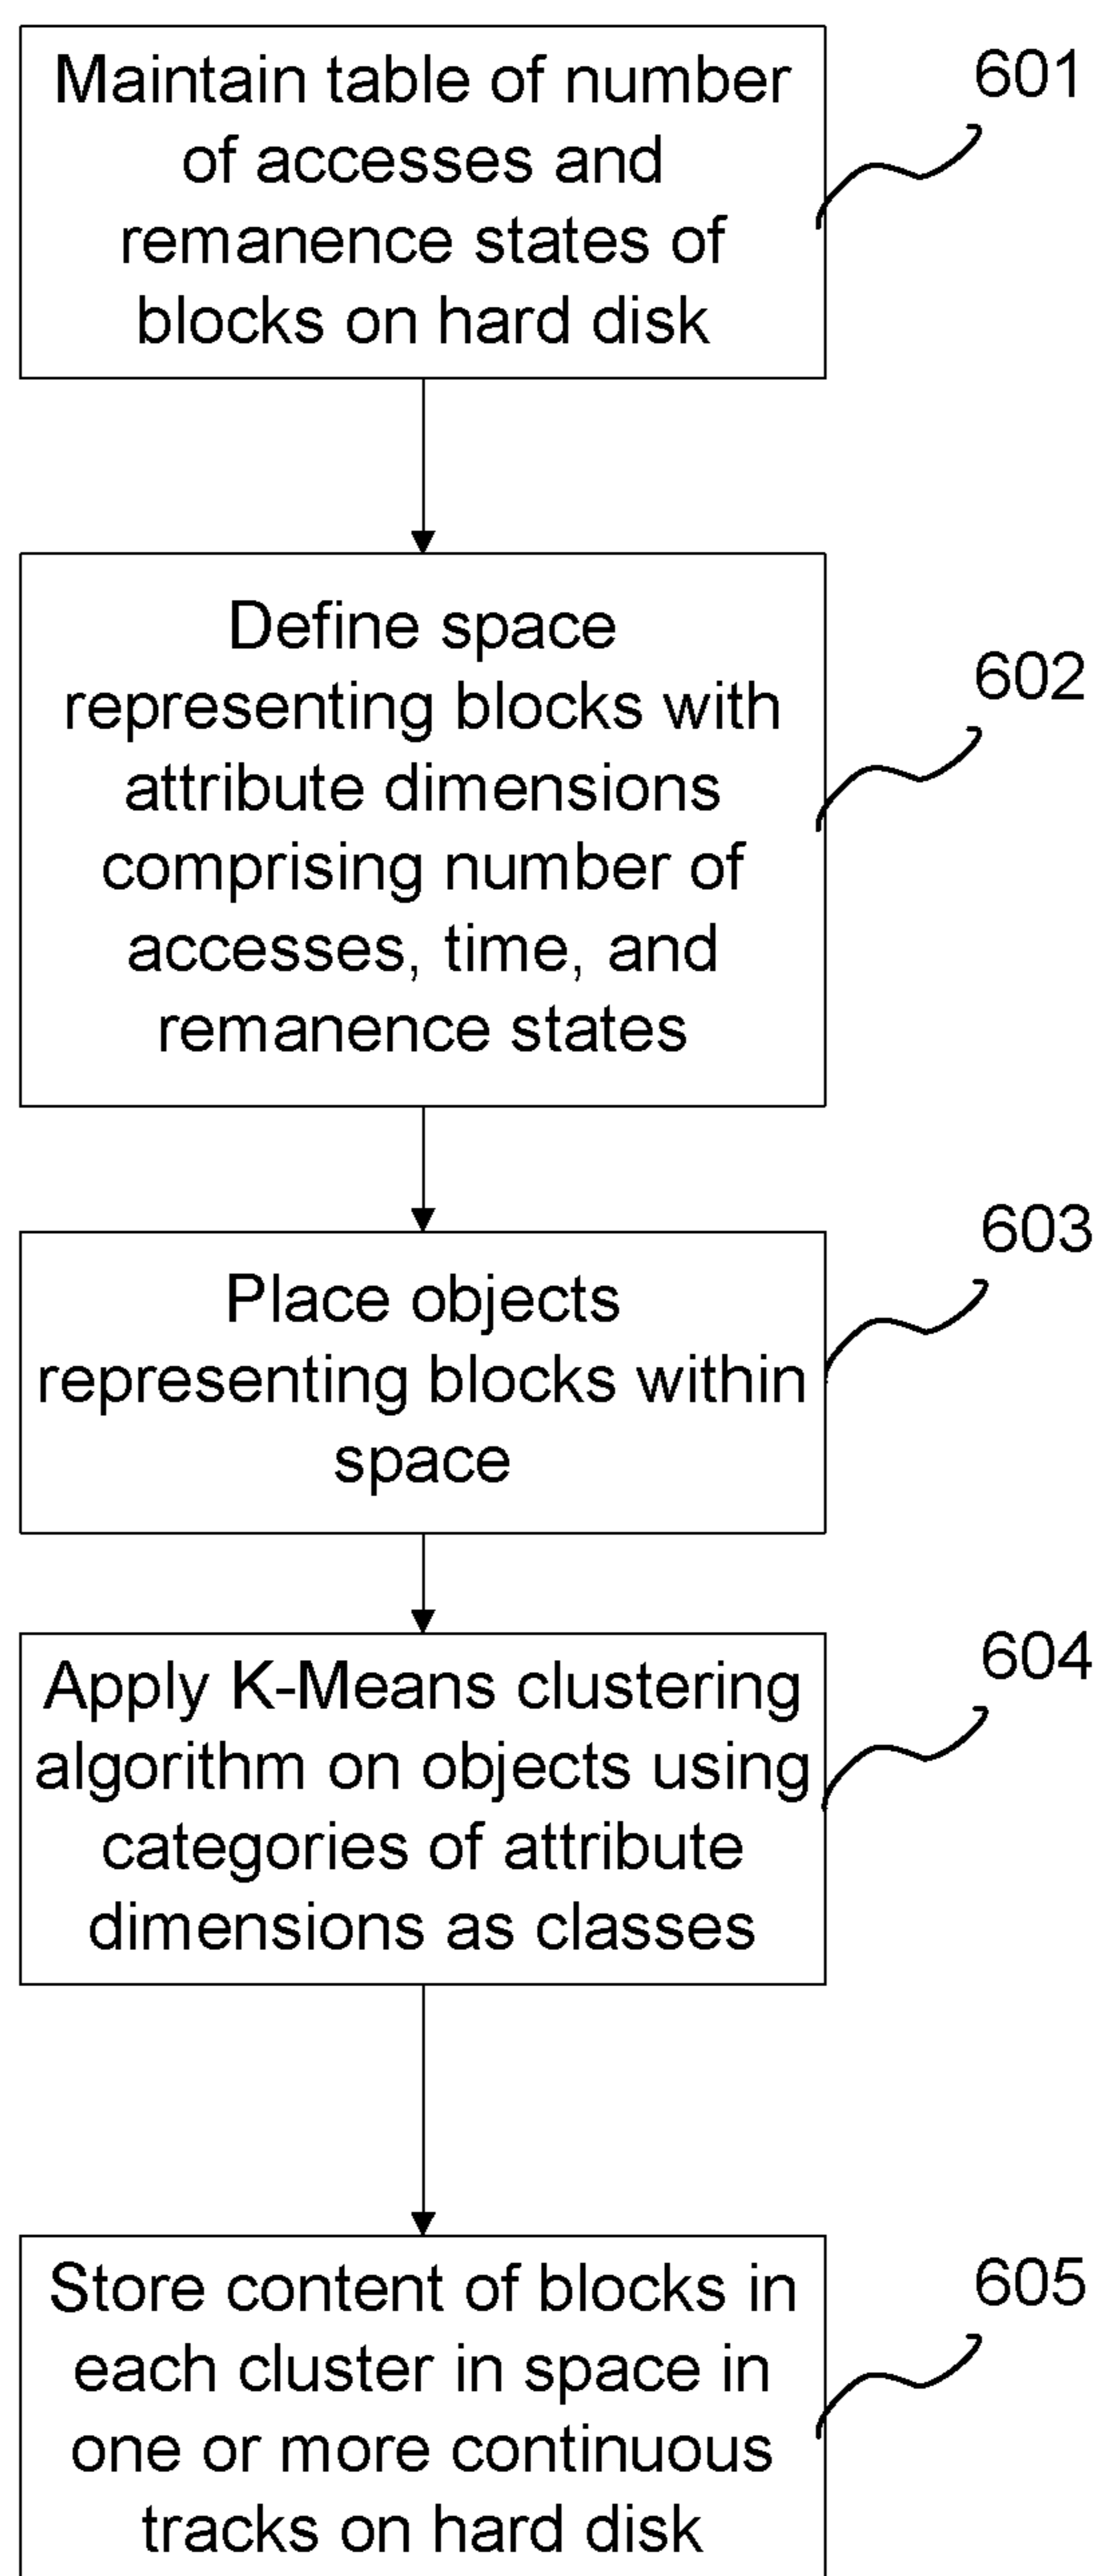 Maintain table of number
of accesses and
remanence states of
blocks on hard disk
601
Define space
representing blocks with
attribute dimensions
comprising number of
accesses, time, and
remanence states
602
Place objects
representing blocks within
space
603
Apply K-Means clustering
algorithm on objects using
categories of attribute
dimensions as classes
604
Store content of blocks in
each cluster in space in
one or more continuous
tracks on hard disk
605